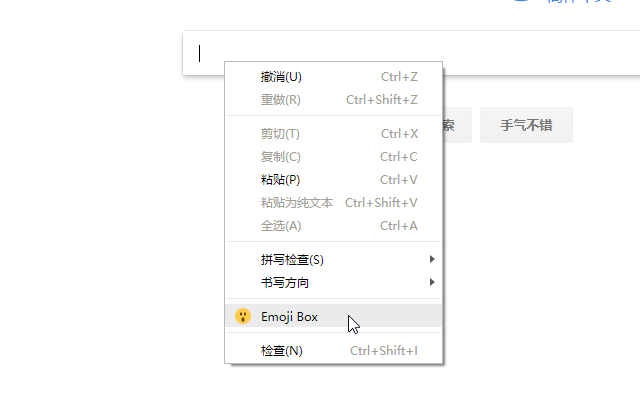 撤消(U) Ctrl+Z
重做(R) Ctrl+Shift+Z
剪切(T) Ctrl+X
索 手气不错
复制(C) Ctrl+C
粘贴(P) Ctrl+V
粘贴为纯文本 Ctrl+Shift+V
全选(A) Ctrl+A
拼写检查(S)
书写方向
Emoji Box
检查(N) Ctrl+Shift+I